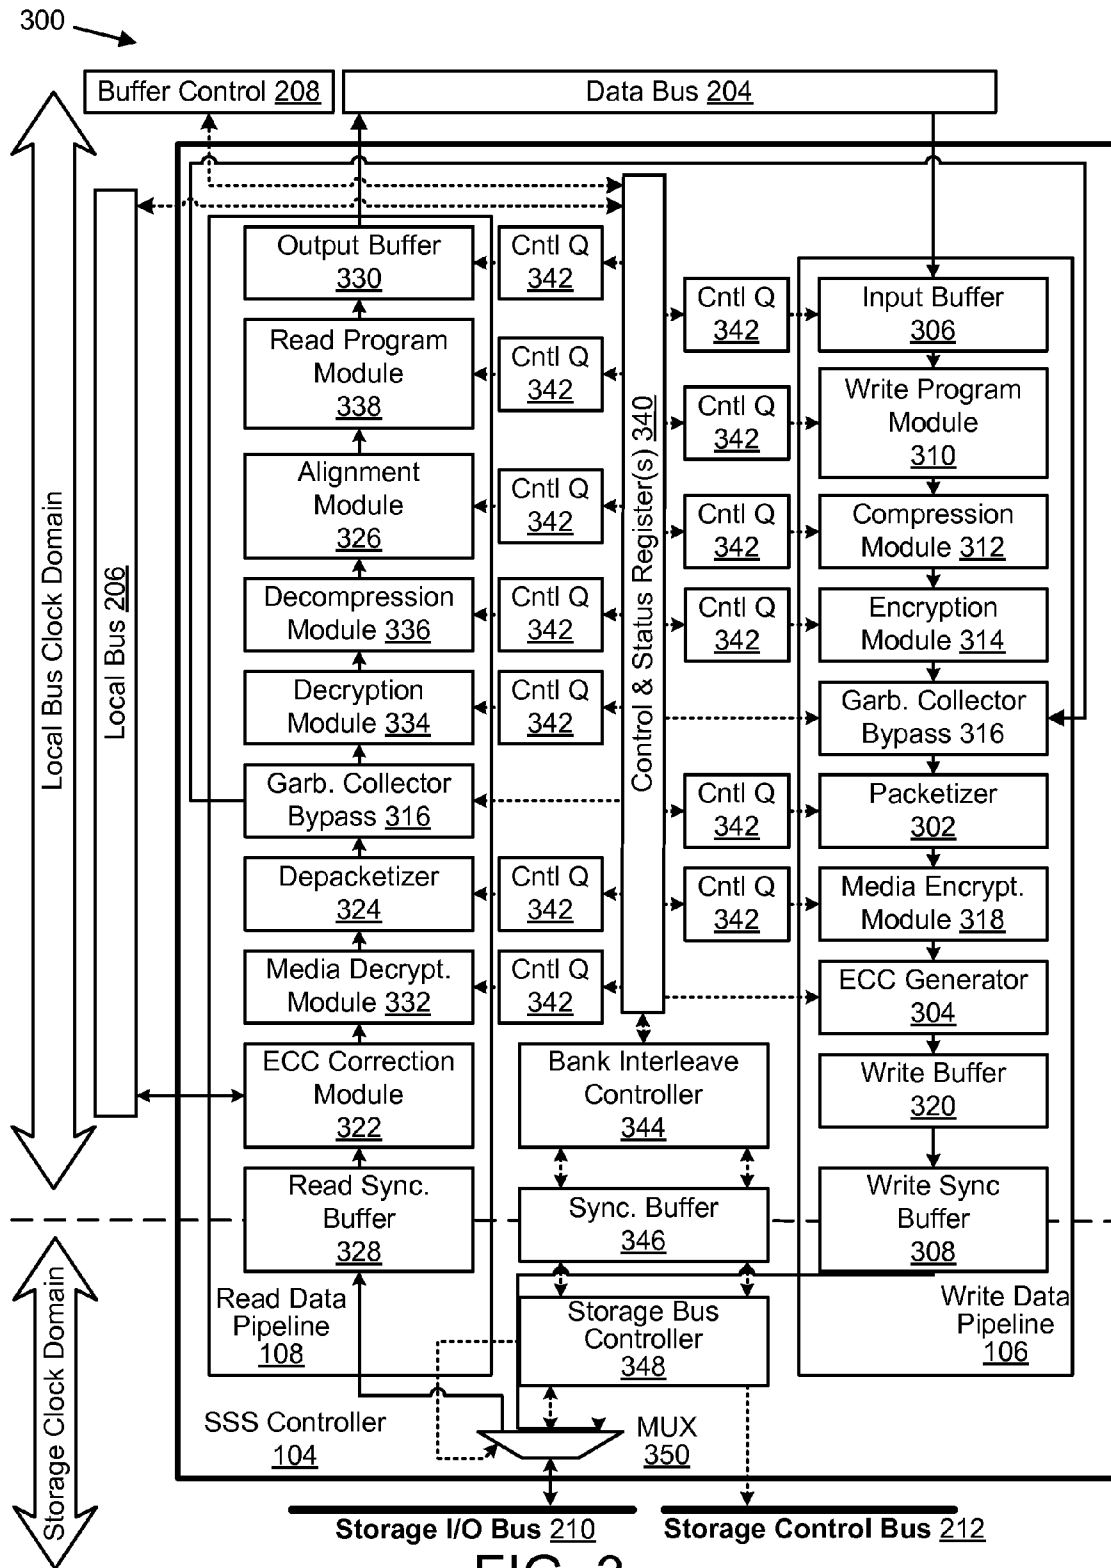 300
Buffer Control 208
Data Bus 204
Local Bus Clock Domain
Local Bus 206
Control & Status Register(s) 340
Output Buffer
330
Cntl Q
342
Cntl Q
342
Input Buffer
306
Read Program
Module
338
Cntl Q
342
Cntl Q
342
Write Program
Module
310
Alignment
Module
326
Cntl Q
342
Cntl Q
342
Compression
Module 312
Decompression
Module 336
Cntl Q
342
Cntl Q
342
Encryption
Module 314
Decryption
Module 334
Cntl Q
342
Garb. Collector
Bypass 316
Garb. Collector
Bypass 316
Cntl Q
342
Packetizer
302
Depacketizer
324
Cntl Q
342
Cntl Q
342
Media Encrypt.
Module 318
Media Decrypt.
Module 332
Cntl Q
342
ECC Generator
304
ECC Correction
Module
322
Bank Interleave
Controller
344
Write Buffer
320
Read Sync.
Buffer
328
Sync. Buffer
346
Write Sync
Buffer
308
Storage Clock Domain
Read Data
Pipeline
108
Storage Bus
Controller
348
Write Data
Pipeline
106
SSS Controller
104
MUX
350
Storage I/O Bus 210
Storage Control Bus 212